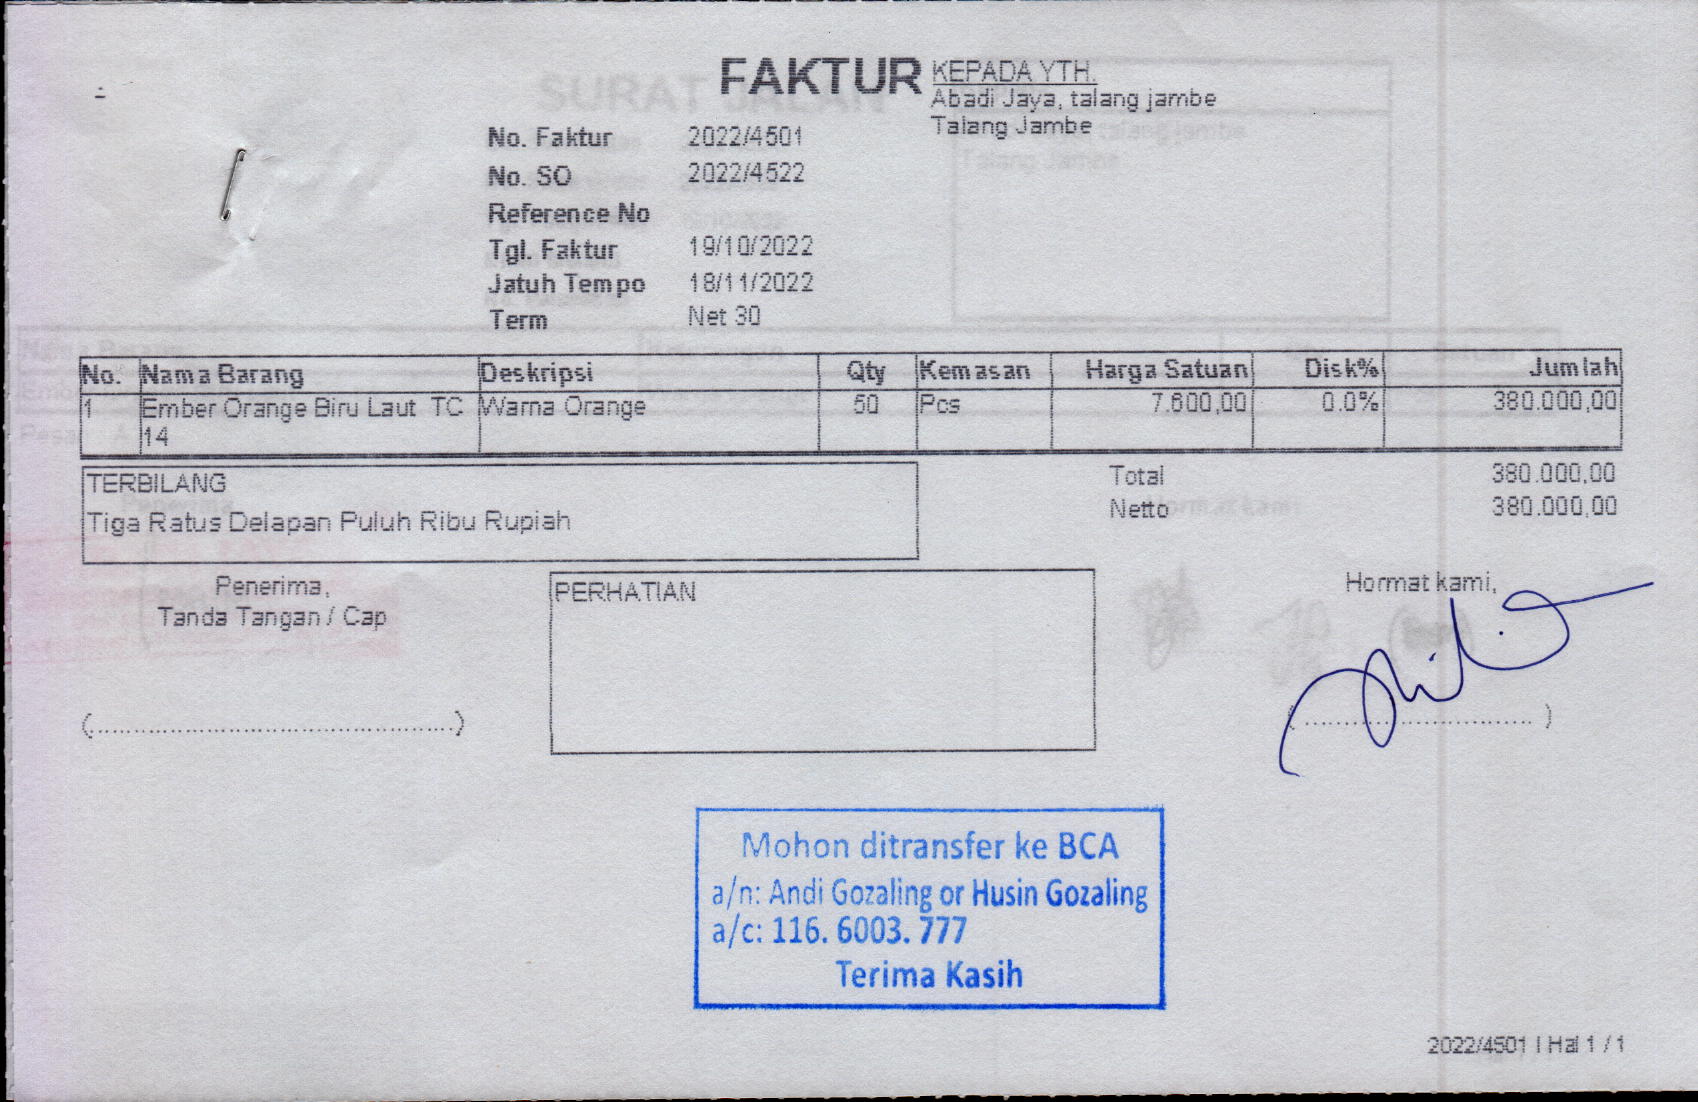 FAKTUR
KEPADA YTH.
Abadi Jaya, talang jambe
Talang Jambe
No. Faktur 2022/4501
No. SO 2022/4522
Reference No
Tgl. Faktur 19/10/2022
Jatuh Tempo 18/11/2022
Term Net 30
No. Nama Barang Deskripsi Qty Kemasan Harga Satuan Disk% Jumlah
1 Ember Orange Biru Laut TC Warna Orange 50 Pcs 7.600,00 0.0% 380.000,00
14
TERBILANG
Tiga Ratus Delapan Puluh Ribu Rupiah
Total 380.000,00
Netto 380.000,00
Penerima,
Tanda Tangan / Cap
PERHATIAN
Hormat kami,
Mohon ditransfer ke BCA
a/n: Andi Gozaling or Husin Gozaling
a/c: 116. 6003. 777
Terima Kasih
2022/4501 | Hal 1 / 1